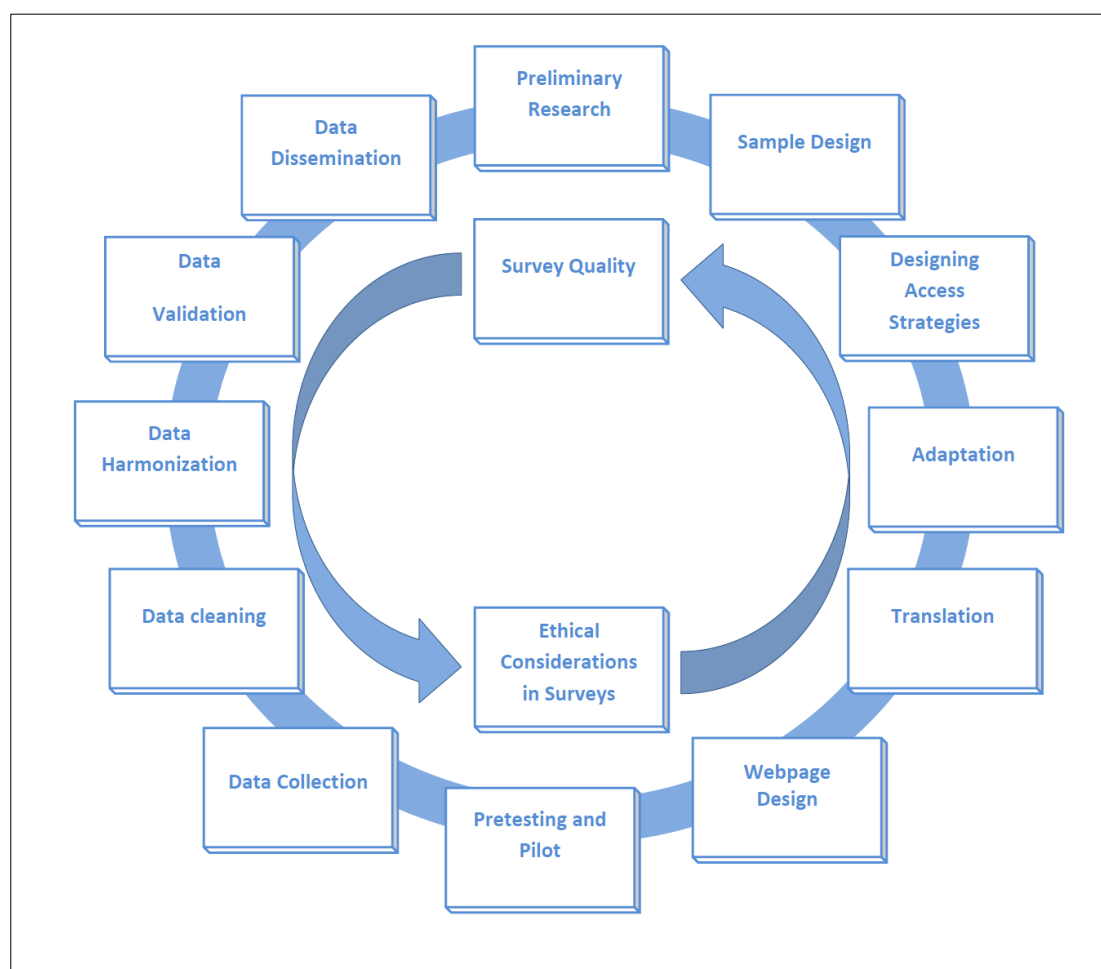 Preliminary
Research
Sample Design
Designing
Access
Strategies
Adaptation
Translation
Webpage
Design
Pretesting and
Pilot
Data Collection
Data cleaning
Data
Harmonization
Data
Validation
Data
Dissemination
Survey Quality
Ethical
Considerations
in Surveys